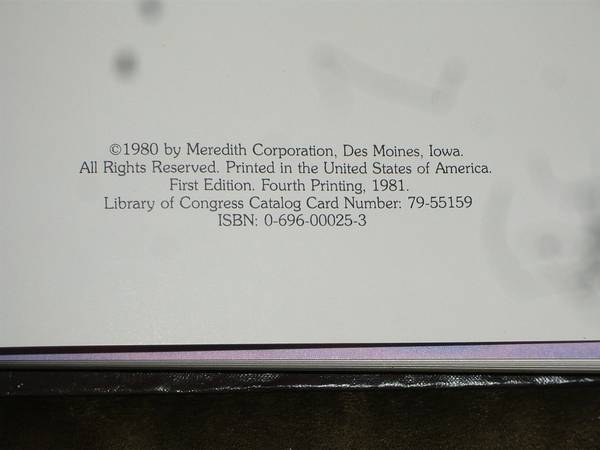 ©1980 by Meredith Corporation, Des Moines, Iowa.
All Rights Reserved. Printed in the United States of America.
First Edition. Fourth Printing, 1981.
Library of Congress Catalog Card Number: 79-55159
ISBN: 0-696-00025-3